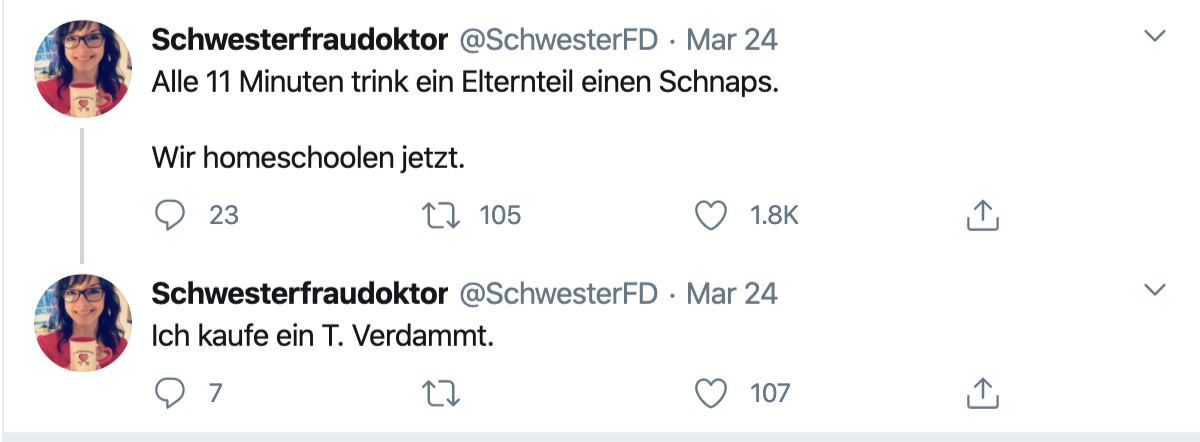 Schwesterfraudoktor @SchwesterFD · Mar 24
Alle 11 Minuten trink ein Elternteil einen Schnaps.
Wir homeschoolen jetzt.
23 105 1.8K
Schwesterfraudoktor @SchwesterFD · Mar 24
Ich kaufe ein T. Verdammt.
7 107